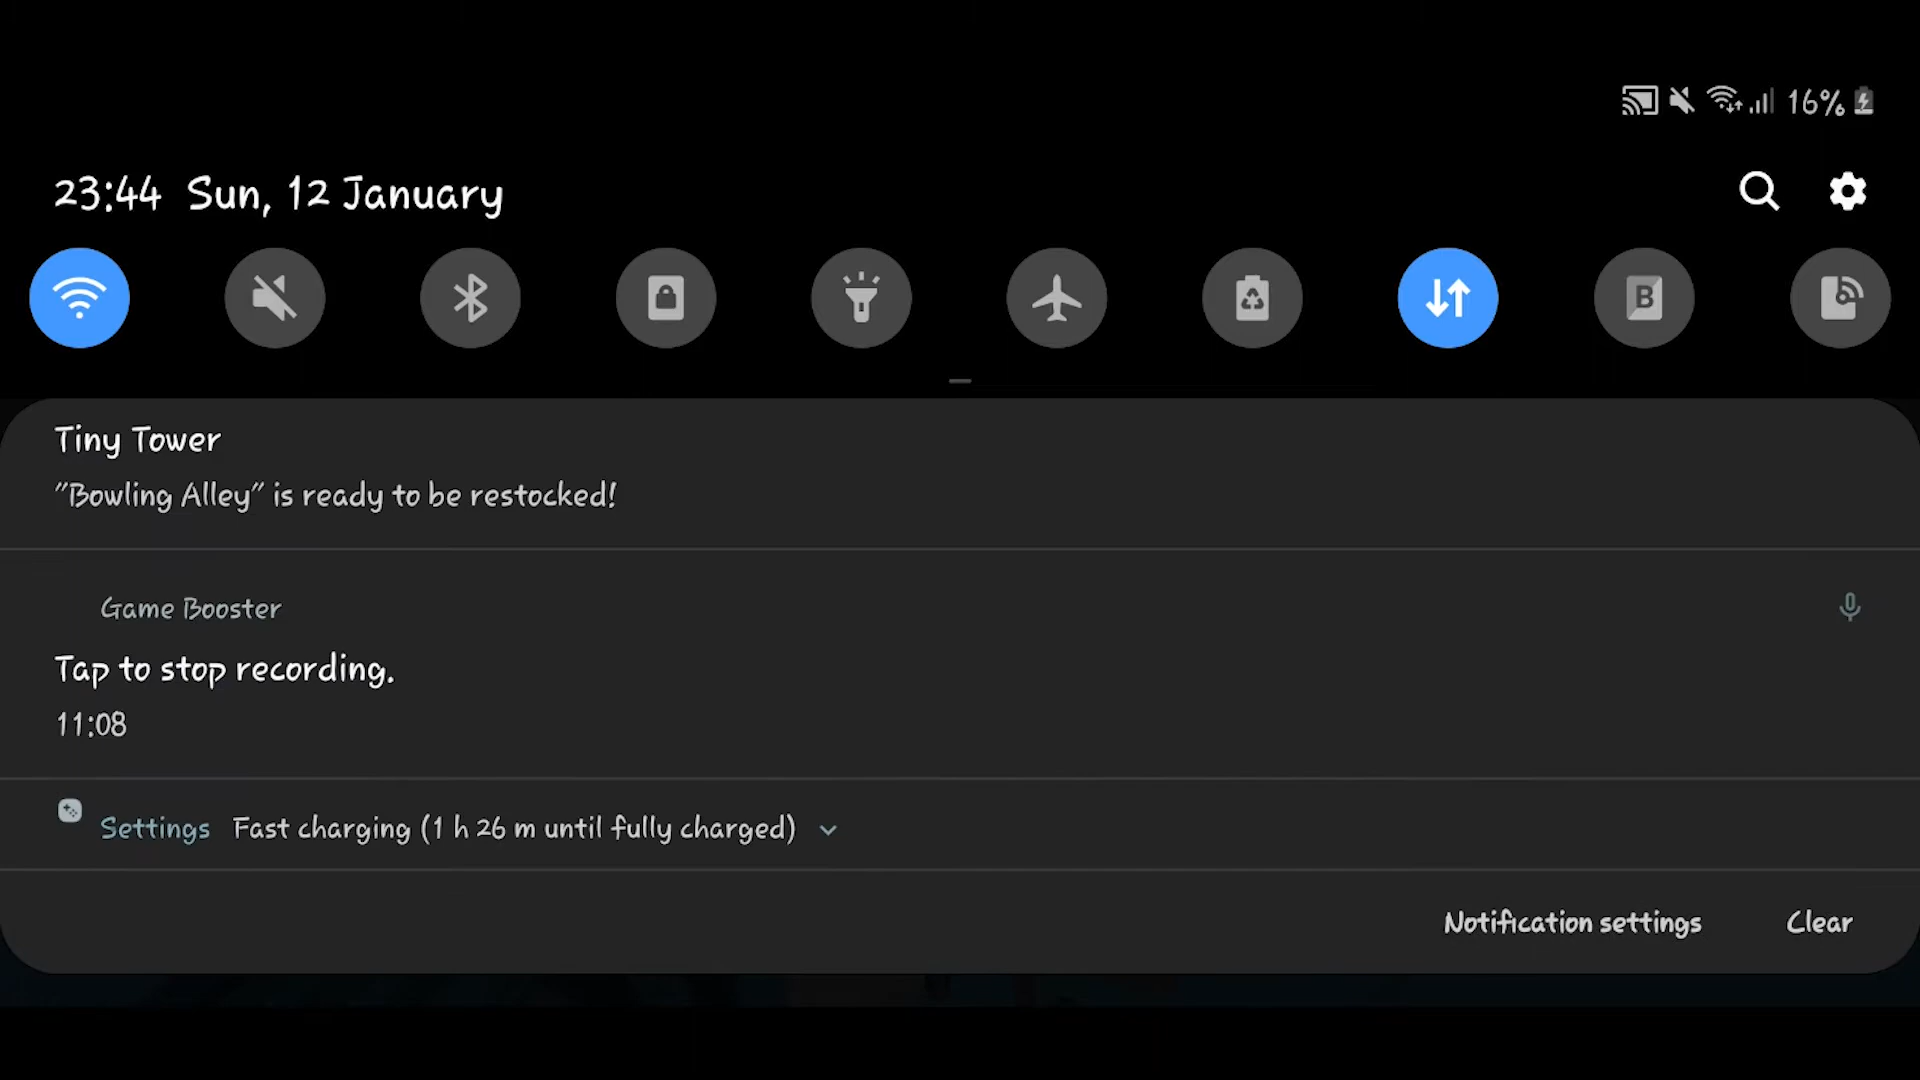 16%
23:44 Sun, 12 January
B
Tiny Tower
"Bowling Alley" is ready to be restocked!
Game Booster
Tap to stop recording.
11:08
Settings Fast charging (1 h 26 m until fully charged)
Notification settings Clear